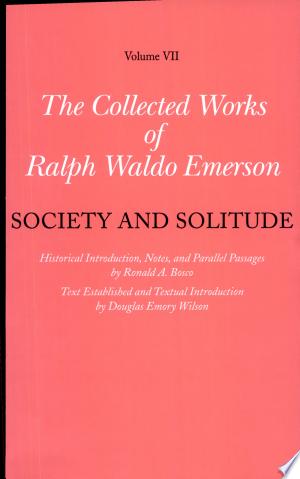 Volume VII
The Collected Works
of
Ralph Waldo Emerson
SOCIETY AND SOLITUDE
Historical Introduction, Notes, and Parallel Passages
by Ronald A. Bosco
Text Established and Textual Introduction
by Douglas Emory Wilson